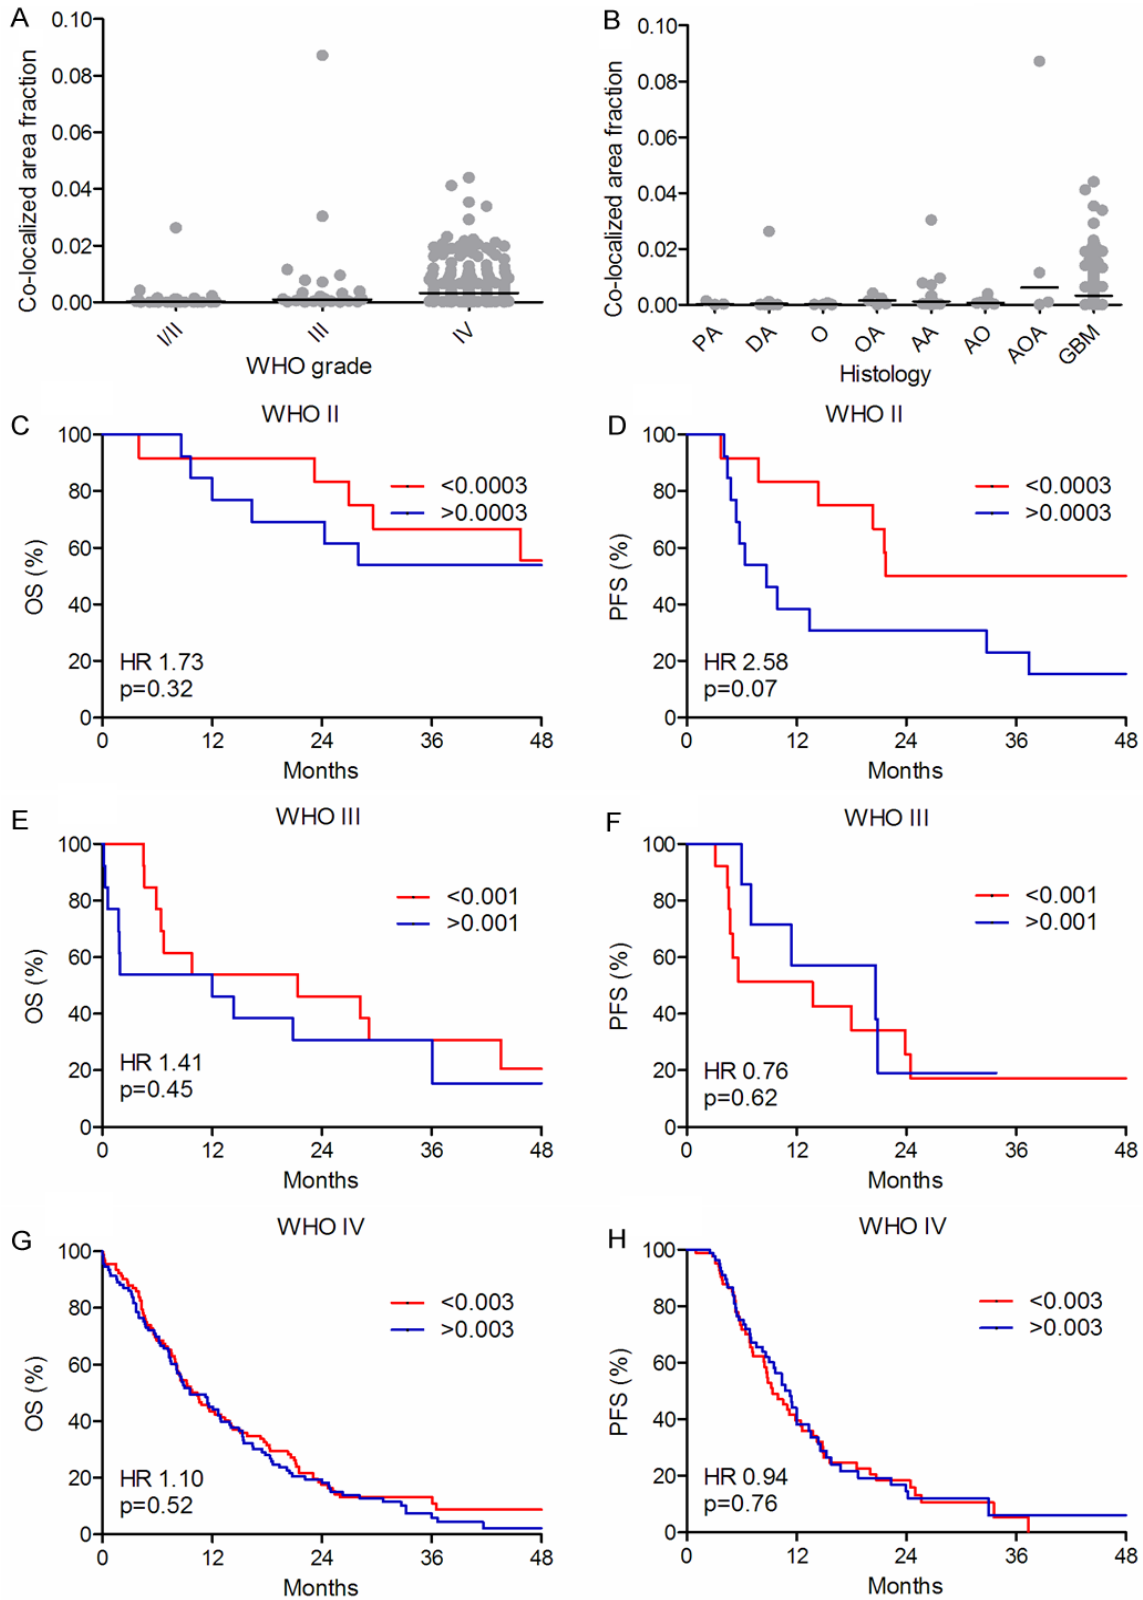 A
Co-localized area fraction
0.10
0.08
0.06
0.04
0.02
0.00
I/II
III
IV
WHO grade
B
Co-localized area fraction
0.10
0.08
0.06
0.04
0.02
0.00
PA
DA
O
OA
AA
AO
AOA
GBM
Histology
C
WHO II
OS (%)
100
80
60
40
20
0
<0.0003
>0.0003
HR 1.73
p=0.32
0 12 24 36 48
Months
D
WHO II
PFS (%)
100
80
60
40
20
0
<0.0003
>0.0003
HR 2.58
p=0.07
0 12 24 36 48
Months
E
WHO III
OS (%)
100
80
60
40
20
0
<0.001
>0.001
HR 1.41
p=0.45
0 12 24 36 48
Months
F
WHO III
PFS (%)
100
80
60
40
20
0
<0.001
>0.001
HR 0.76
p=0.62
0 12 24 36 48
Months
G
WHO IV
OS (%)
100
80
60
40
20
0
<0.003
>0.003
HR 1.10
p=0.52
0 12 24 36 48
Months
H
WHO IV
PFS (%)
100
80
60
40
20
0
<0.003
>0.003
HR 0.94
p=0.76
0 12 24 36 48
Months